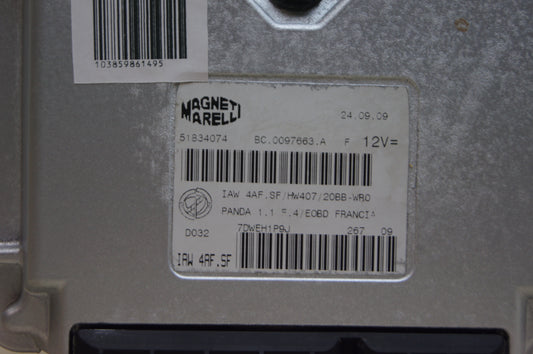 103859861495
MAGNETI MARELLI
24.09.09
51834074 BC.0097663.A F 12V=
IAW 4AF.SF/HW407/20BB-WR0
PANDA 1.1 E.4/EOBD FRANCIA
D032 7DWEH1P9J 267 09
IAW 4AF.SF